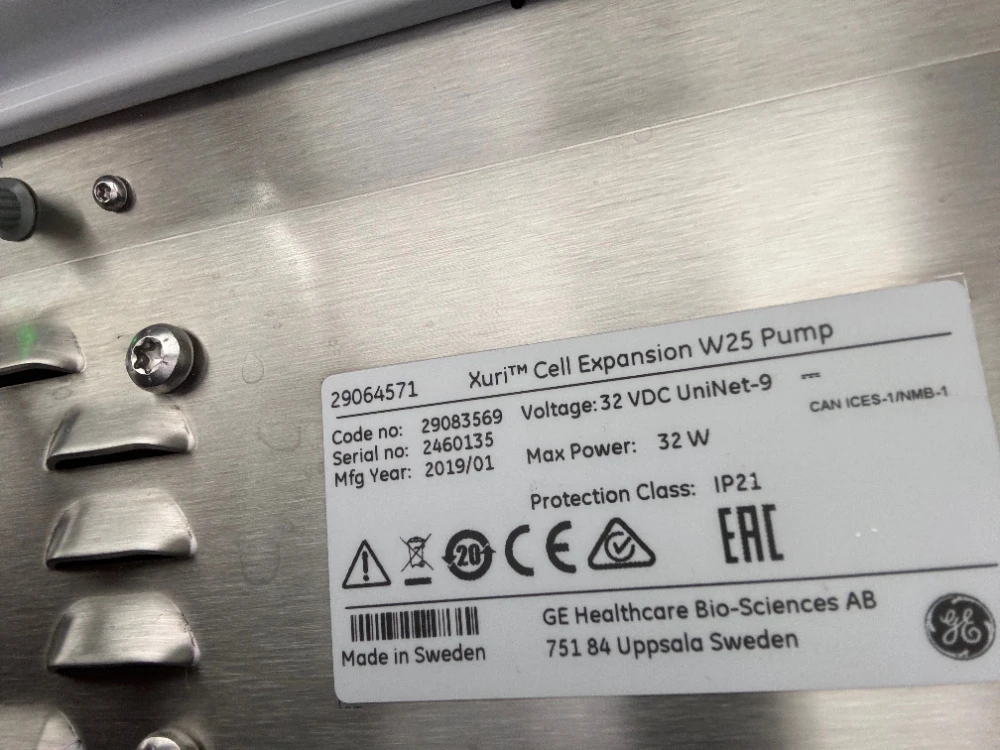 29064571 Xuri™ Cell Expansion W25 Pump
Code no: 29083569
Serial no: 2460135
Mfg Year: 2019/01
Voltage: 32 VDC UniNet-9
Max Power: 32 W
Protection Class: IP21
CAN ICES-1/NMB-1
20 CE EAC
Made in Sweden
GE Healthcare Bio-Sciences AB
751 84 Uppsala Sweden
GE